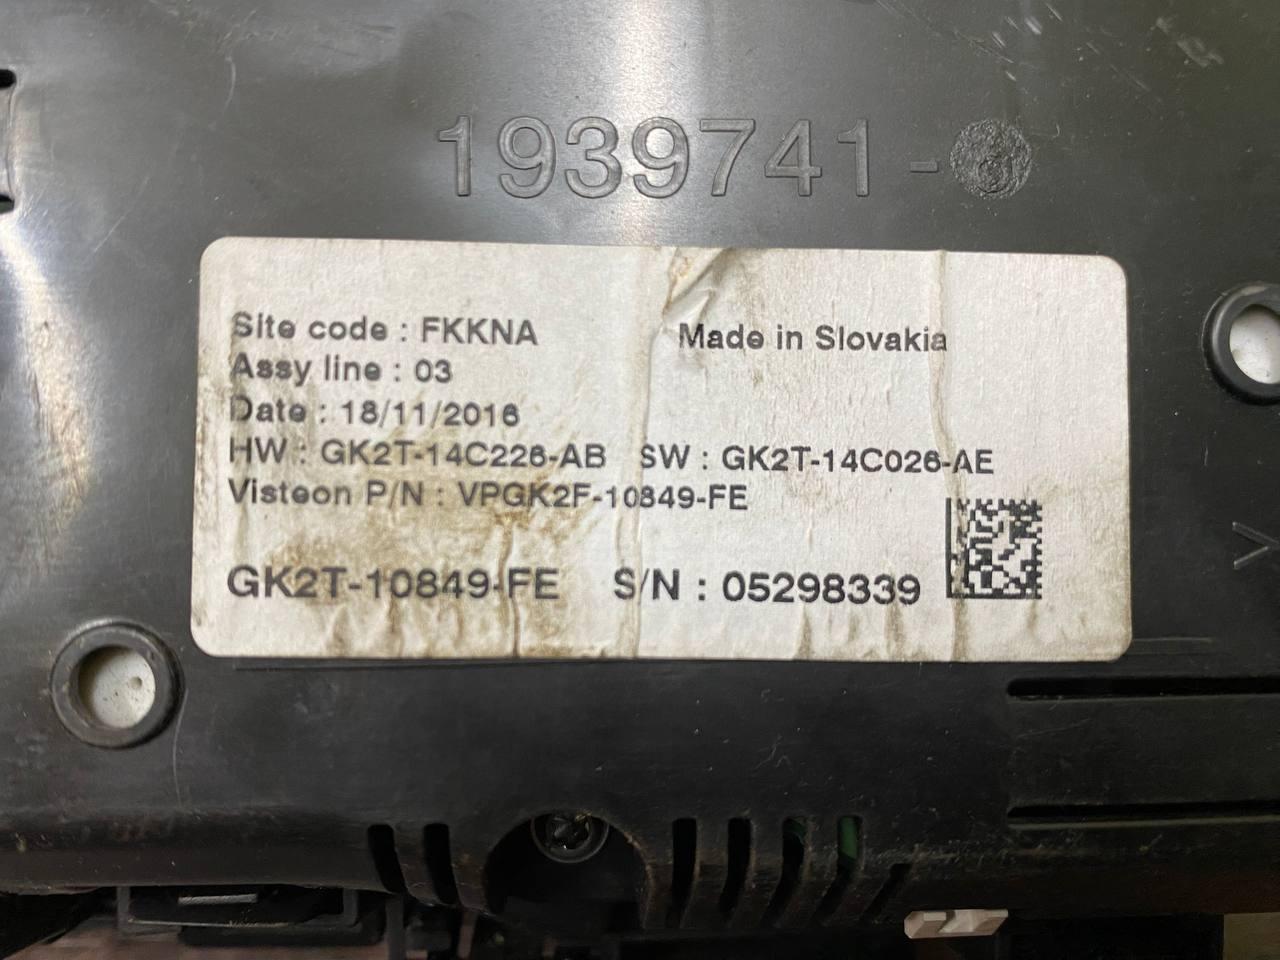 1939741-
Site code : FKKNA
Made in Slovakia
Assy line : 03
Date : 18/11/2016
HW : GK2T-14C226-AB SW : GK2T-14C026-AE
Visteon P/N : VPGK2F-10849-FE
GK2T-10849-FE S/N : 05298339